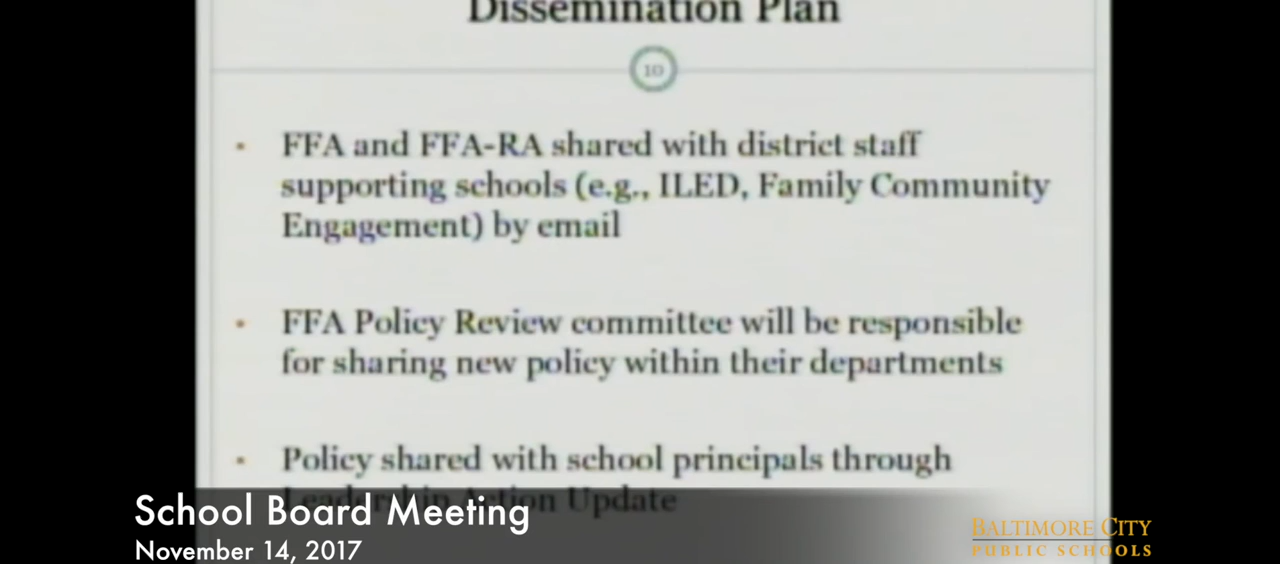 Dissemination Plan
10
• FFA and FFA-RA shared with district staff
supporting schools (e.g., ILED, Family Community
Engagement) by email
• FFA Policy Review committee will be responsible
for sharing new policy within their departments
• Policy shared with school principals through
Leadership Action Update
School Board Meeting
November 14, 2017
BALTIMORE CITY
PUBLIC SCHOOLS